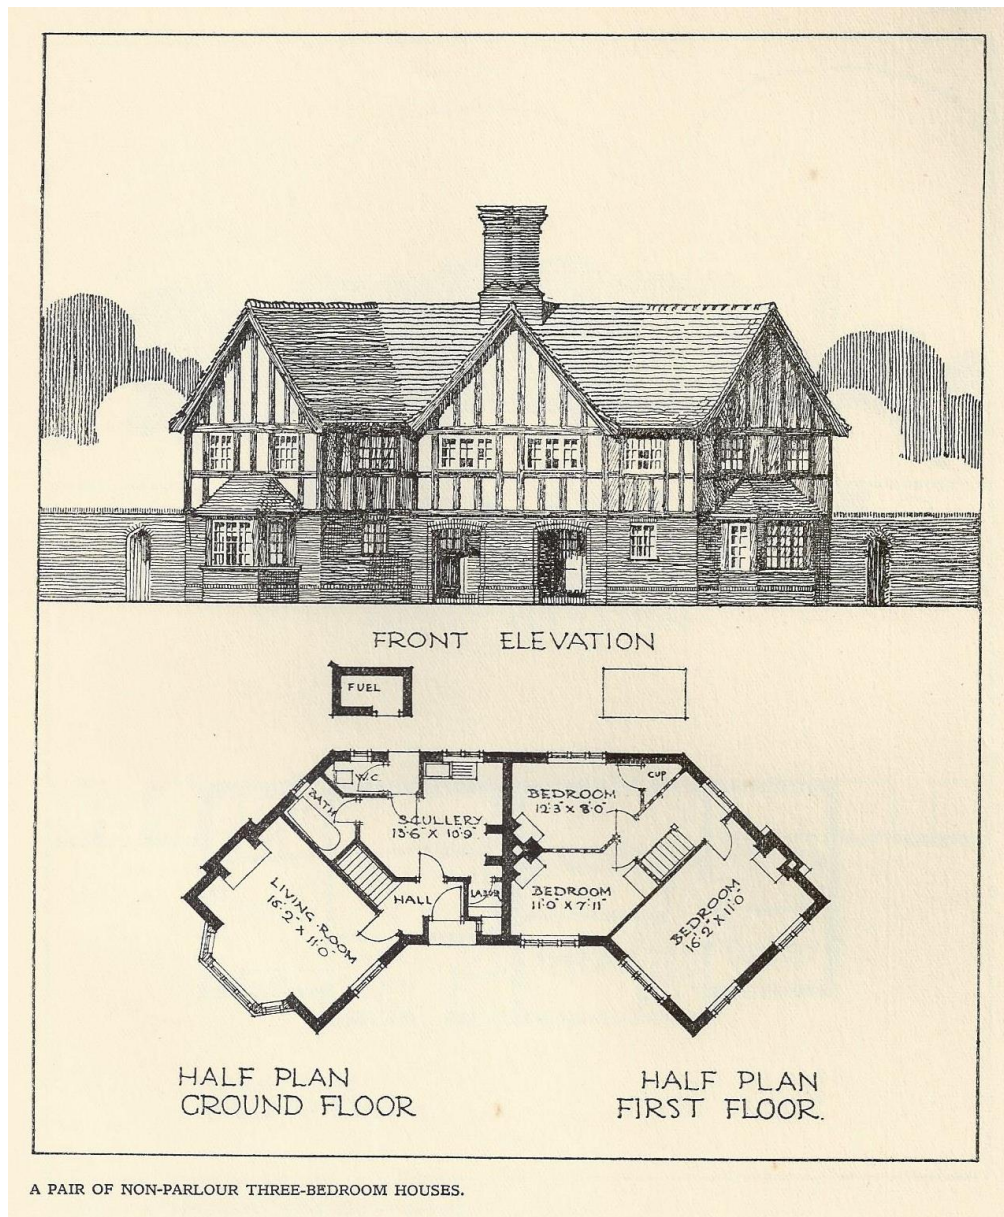 FRONT ELEVATION
FUEL
W.C.
BATH
SCULLERY
13'·6" X 10'·9"
LIVING·ROOM
16'·2" X 11'·0"
HALL
LARDR
BEDROOM
12'·3" X 8'·0"
CUP
BEDROOM
11'·0" X 7'·11"
BEDROOM
16'·2" X 11'·0"
HALF PLAN
GROUND FLOOR
HALF PLAN
FIRST FLOOR.
A PAIR OF NON-PARLOUR THREE-BEDROOM HOUSES.